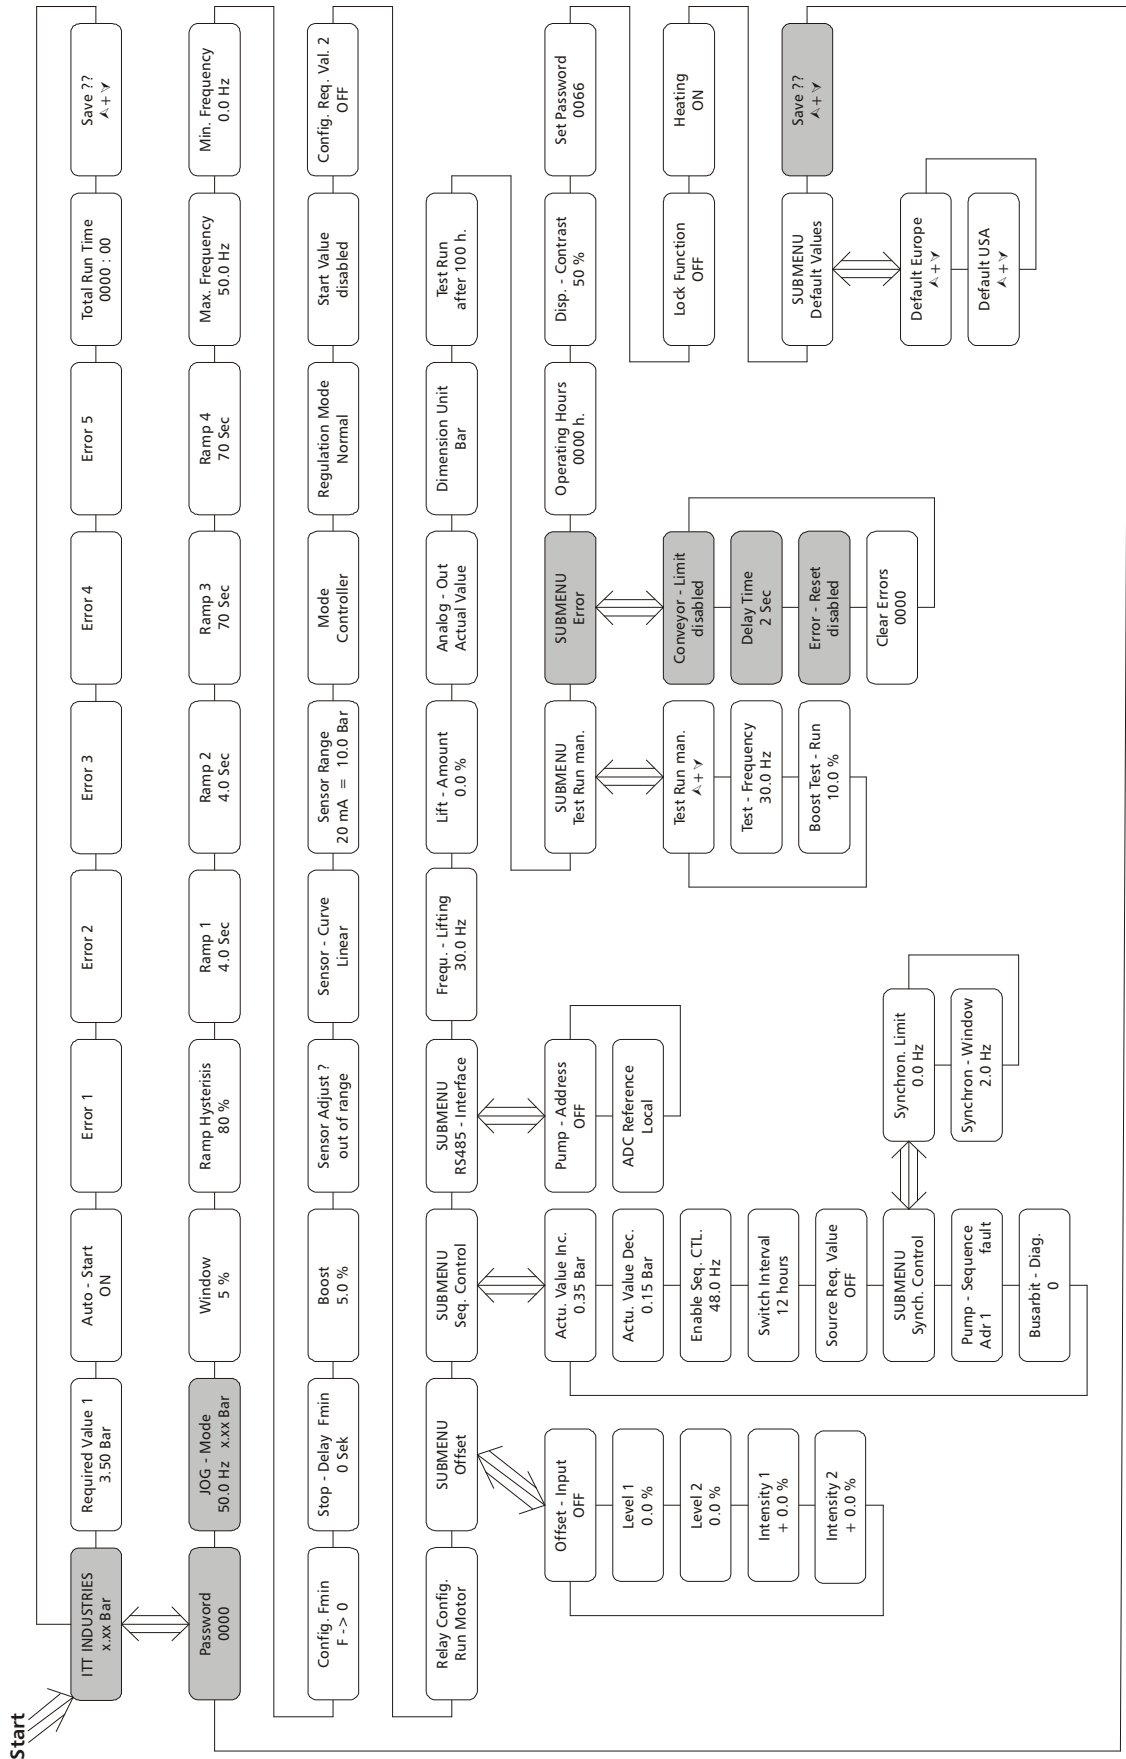 Start
ITT INDUSTRIES
x.xx Bar
Required Value 1
3.50 Bar
Auto - Start
ON
Error 1
Error 2
Error 3
Error 4
Error 5
Total Run Time
0000 : 00
Save ??
⮝+⮟
Password
0000
JOG - Mode
50.0 Hz x.xx Bar
Window
5 %
Ramp Hysterisis
80 %
Ramp 1
4.0 Sec
Ramp 2
4.0 Sec
Ramp 3
70 Sec
Ramp 4
70 Sec
Max. Frequency
50.0 Hz
Min. Frequency
0.0 Hz
Config. Fmin
F -> 0
Stop - Delay Fmin
0 Sek
Boost
5.0 %
Sensor Adjust ?
out of range
Sensor - Curve
Linear
Sensor Range
20 mA = 10.0 Bar
Mode
Controller
Regulation Mode
Normal
Start Value
disabled
Config. Req. Val. 2
OFF
Relay Config.
Run Motor
SUBMENU
Offset
SUBMENU
Seq. Control
SUBMENU
RS485 - Interface
Frequ. - Lifting
30.0 Hz
Lift - Amount
0.0 %
Analog - Out
Actual Value
Dimension Unit
Bar
Test Run
after 100 h.
Offset - Input
OFF
Level 1
0.0 %
Level 2
0.0 %
Intensity 1
+ 0.0 %
Intensity 2
+ 0.0 %
Actu. Value Inc.
0.35 Bar
Actu. Value Dec.
0.15 Bar
Enable Seq. CTL.
48.0 Hz
Switch Interval
12 hours
Source Req. Value
OFF
SUBMENU
Synch. Control
Pump - Sequence
Adr 1 fault
Busarbit - Diag.
0
Synchron. Limit
0.0 Hz
Synchron - Window
2.0 Hz
Pump - Address
OFF
ADC Reference
Local
SUBMENU
Test Run man.
SUBMENU
Error
Operating Hours
0000 h.
Disp. - Contrast
50 %
Set Password
0066
Test Run man.
⮝+⮟
Test - Frequency
30.0 Hz
Boost Test - Run
10.0 %
Conveyor - Limit
disabled
Delay Time
2 Sec
Error - Reset
disabled
Clear Errors
0000
Lock Function
OFF
Heating
ON
SUBMENU
Default Values
Save ??
⮝+⮟
Default Europe
⮝+⮟
Default USA
⮝+⮟